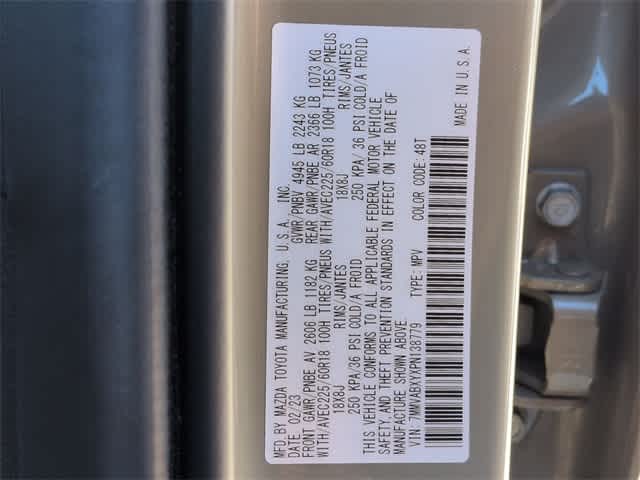 MFD. BY MAZDA TOYOTA MANUFACTURING, U.S.A., INC.
DATE: 02/23 GVWR/PNBV 4945 LB 2243 KG
FRONT GAWR/PNBE AV 2606 LB 1182 KG REAR GAWR/PNBE AR 2366 LB 1073 KG
WITH/AVEC225/60R18 100H TIRES/PNEUS WITH/AVEC225/60R18 100H TIRES/PNEUS
18X8J RIMS/JANTES 18X8J RIMS/JANTES
250 KPA/36 PSI COLD/A FROID 250 KPA/36 PSI COLD/A FROID
THIS VEHICLE CONFORMS TO ALL APPLICABLE FEDERAL MOTOR VEHICLE
SAFETY, AND THEFT PREVENTION STANDARDS IN EFFECT ON THE DATE OF
MANUFACTURE SHOWN ABOVE.
VIN: 7MMVABXYXPN138779 TYPE: MPV COLOR CODE: 48T
MADE IN U.S.A.